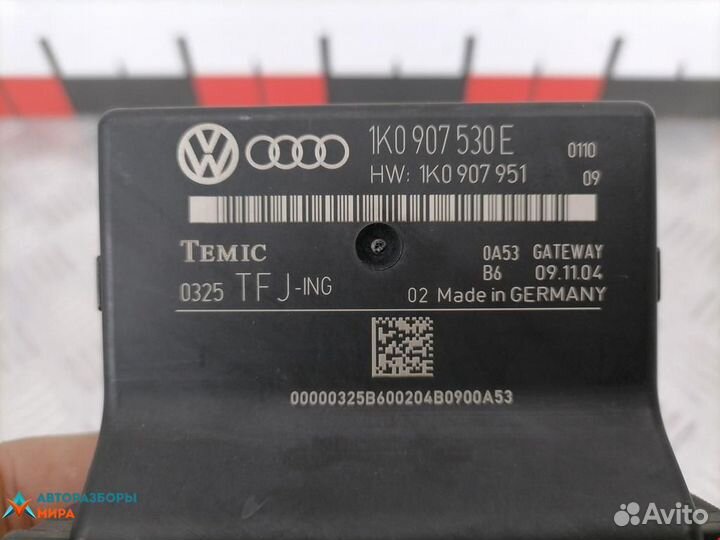 1K0 907 530 E
0110
HW: 1K0 907 951
09
TEMIC
0A53 GATEWAY
B6 09.11.04
0325 TFJ-ING
02 Made in GERMANY
00000325B600204B0900A53
АВТОРАЗБОРЫ
МИРА
Avito